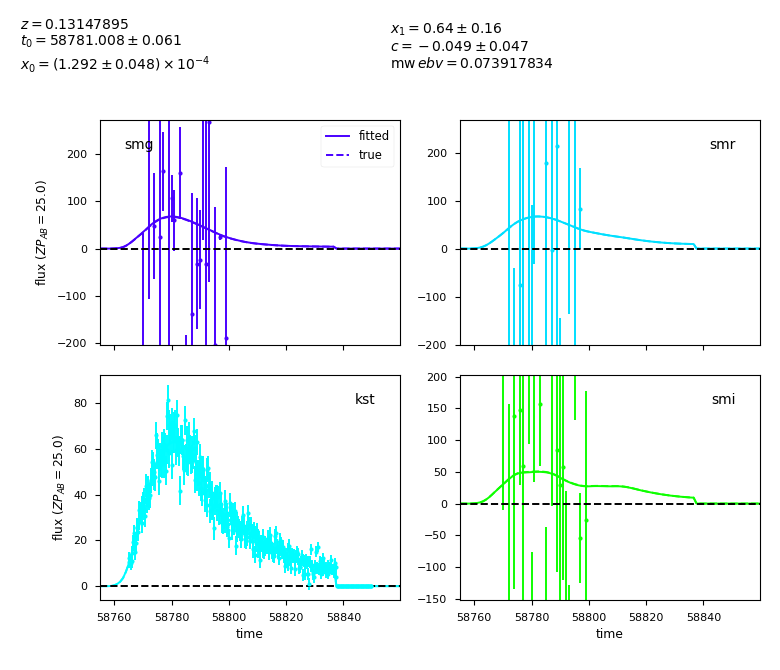 z = 0.13147895
t₀ = 58781.008 ± 0.061
x₀ = (1.292 ± 0.048) × 10⁻⁴
x₁ = 0.64 ± 0.16
c = −0.049 ± 0.047
mw ebv = 0.073917834
smg
fitted
true
200
100
0
−100
−200
flux (ZP_AB = 25.0)
smr
200
100
0
−100
−200
kst
80
60
40
20
0
flux (ZP_AB = 25.0)
58760 58780 58800 58820 58840
time
smi
200
150
100
50
0
−50
−100
−150
58760 58780 58800 58820 58840
time